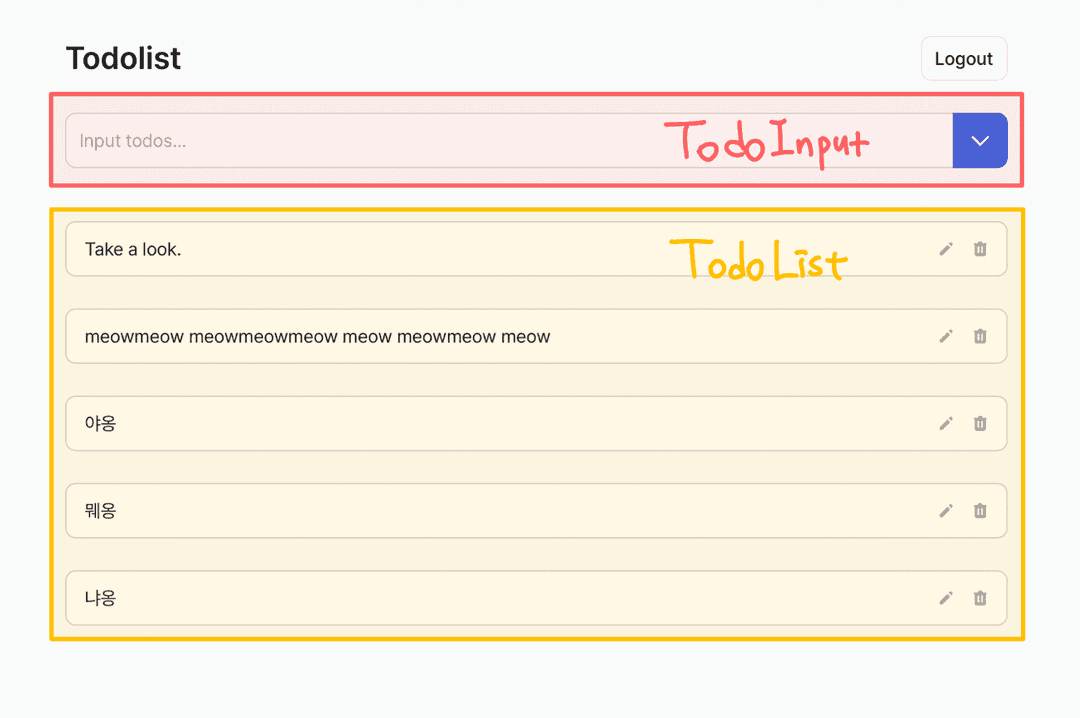 Todolist
Logout
Input todos...
TodoInput
Take a look.
TodoList
meowmeow meowmeowmeow meow meowmeow meow
야옹
뭬옹
냐옹